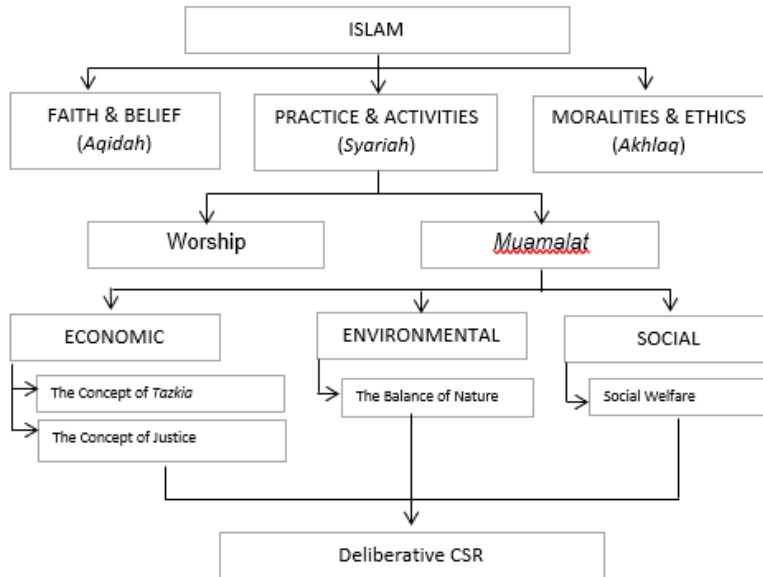 ISLAM
FAITH & BELIEF
(Aqidah)
PRACTICE & ACTIVITIES
(Syariah)
MORALITIES & ETHICS
(Akhlaq)
Worship
Muamalat
ECONOMIC
ENVIRONMENTAL
SOCIAL
The Concept of Tazkia
The Balance of Nature
Social Welfare
The Concept of Justice
Deliberative CSR